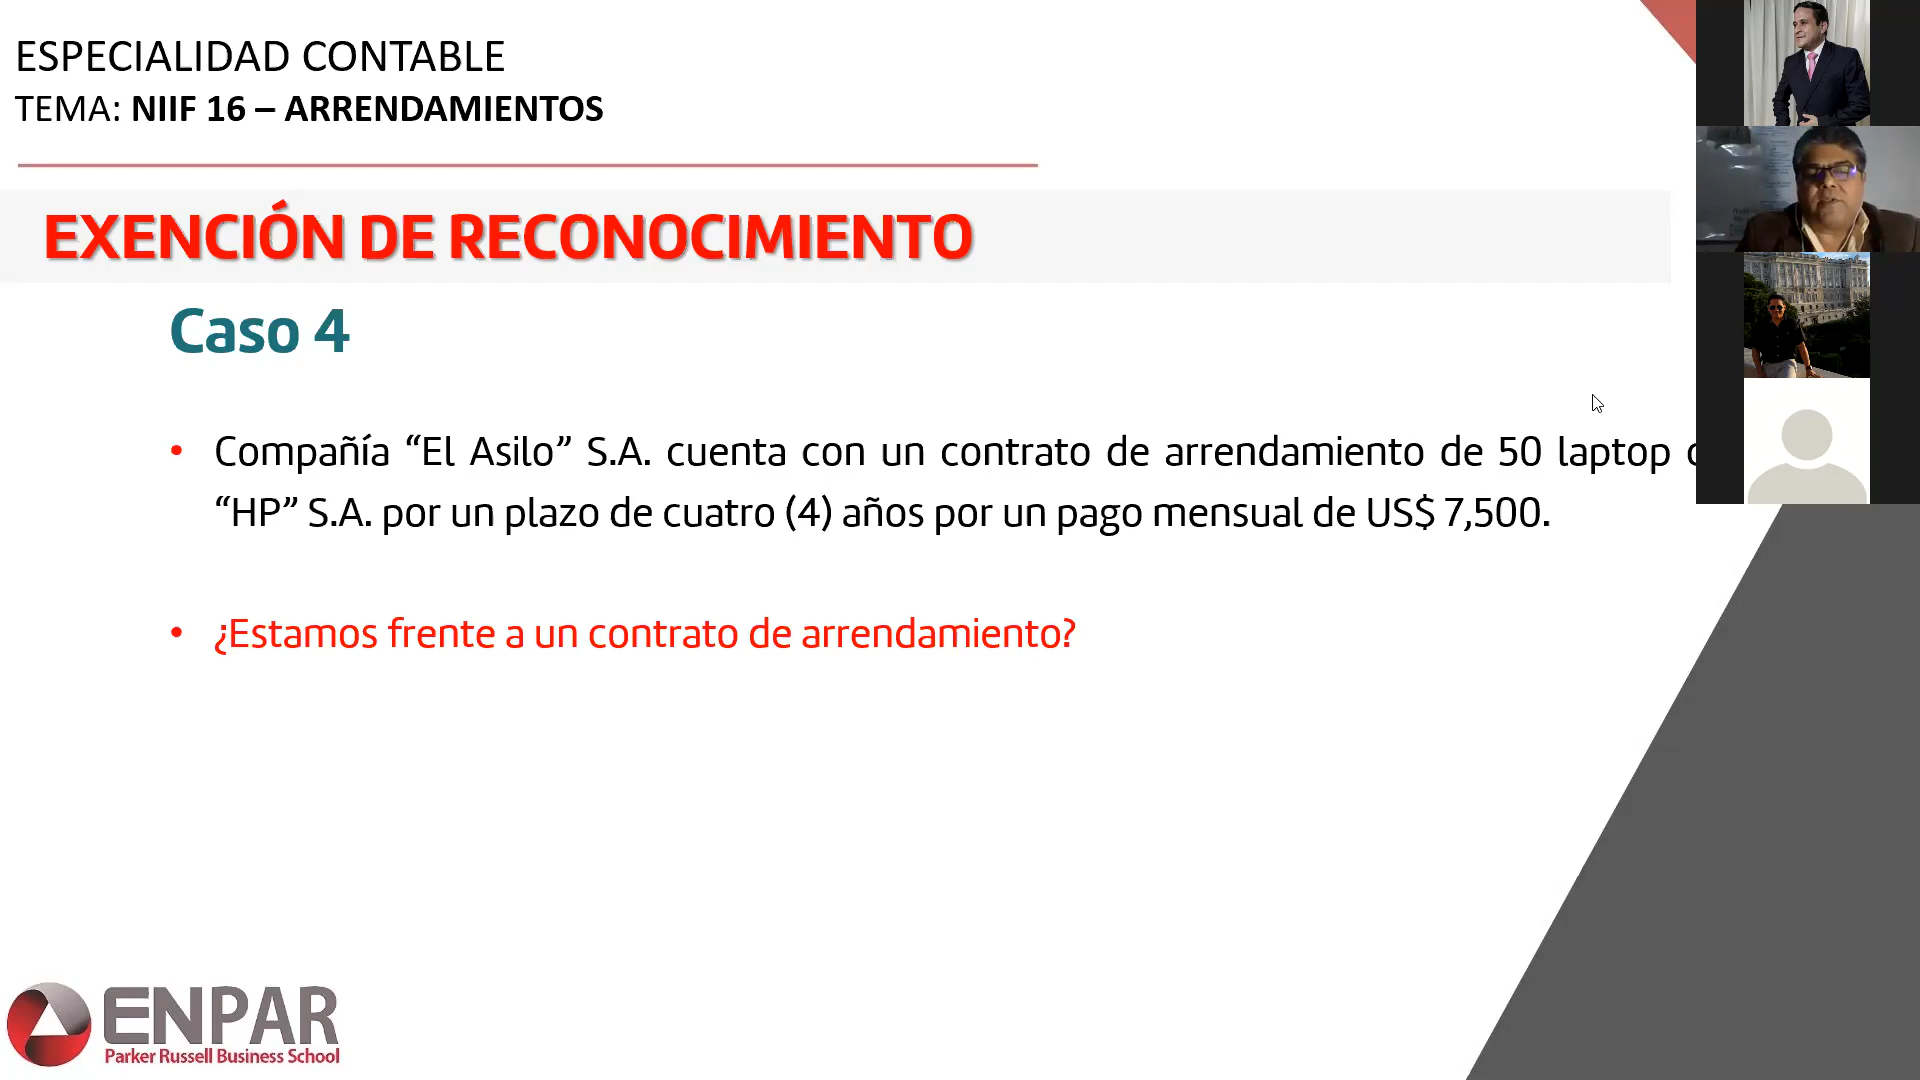 ESPECIALIDAD CONTABLE
TEMA: NIIF 16 – ARRENDAMIENTOS
EXENCIÓN DE RECONOCIMIENTO
Caso 4
• Compañía “El Asilo” S.A. cuenta con un contrato de arrendamiento de 50 laptop
“HP” S.A. por un plazo de cuatro (4) años por un pago mensual de US$ 7,500.
• ¿Estamos frente a un contrato de arrendamiento?
ENPAR
Parker Russell Business School